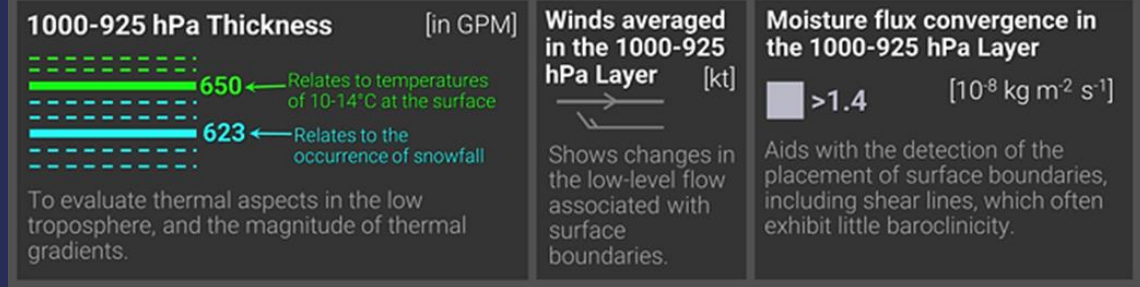 1000-925 hPa Thickness [in GPM]
650
Relates to temperatures
of 10-14°C at the surface
623
Relates to the
occurrence of snowfall
To evaluate thermal aspects in the low
troposphere, and the magnitude of thermal
gradients.
Winds averaged
in the 1000-925
hPa Layer [kt]
Shows changes in
the low-level flow
associated with
surface
boundaries.
Moisture flux convergence in
the 1000-925 hPa Layer
>1.4 [10⁻⁸ kg m⁻² s⁻¹]
Aids with the detection of the
placement of surface boundaries,
including shear lines, which often
exhibit little baroclinicity.